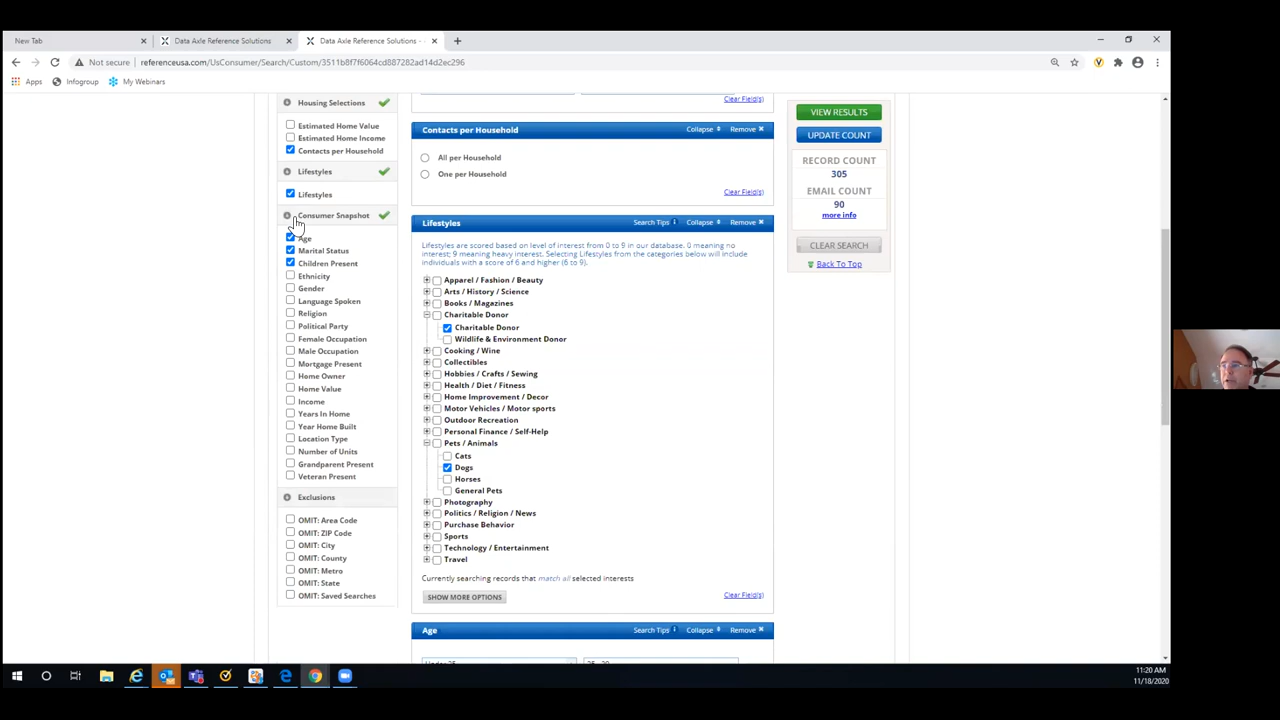 New Tab
Data Axle Reference Solutions
Data Axle Reference Solutions -
Not secure
referenceusa.com/UsConsumer/Search/Custom/3511b8f7f6064cd887282ad14d2ec296
Apps
Infogroup
My Webinars
Housing Selections
Estimated Home Value
Estimated Home Income
Contacts per Household
Lifestyles
Lifestyles
Consumer Snapshot
Age
Marital Status
Children Present
Ethnicity
Gender
Language Spoken
Religion
Political Party
Female Occupation
Male Occupation
Mortgage Present
Home Owner
Home Value
Income
Years In Home
Year Home Built
Location Type
Number of Units
Grandparent Present
Veteran Present
Exclusions
OMIT: Area Code
OMIT: ZIP Code
OMIT: City
OMIT: County
OMIT: Metro
OMIT: State
OMIT: Saved Searches
Clear Field(s)
Contacts per Household
Collapse
Remove
All per Household
One per Household
Clear Field(s)
Lifestyles
Search Tips
Collapse
Remove
Lifestyles are scored based on level of interest from 0 to 9 in our database. 0 meaning no
interest; 9 meaning heavy interest. Selecting Lifestyles from the categories below will include
individuals with a score of 6 and higher (6 to 9).
Apparel / Fashion / Beauty
Arts / History / Science
Books / Magazines
Charitable Donor
Charitable Donor
Wildlife & Environment Donor
Cooking / Wine
Collectibles
Hobbies / Crafts / Sewing
Health / Diet / Fitness
Home Improvement / Decor
Motor Vehicles / Motor sports
Outdoor Recreation
Personal Finance / Self-Help
Pets / Animals
Cats
Dogs
Horses
General Pets
Photography
Politics / Religion / News
Purchase Behavior
Sports
Technology / Entertainment
Travel
Currently searching records that match all selected interests
SHOW MORE OPTIONS
Clear Field(s)
Age
Search Tips
Collapse
Remove
VIEW RESULTS
UPDATE COUNT
RECORD COUNT
305
EMAIL COUNT
90
more info
CLEAR SEARCH
Back To Top
11:20 AM
11/18/2020